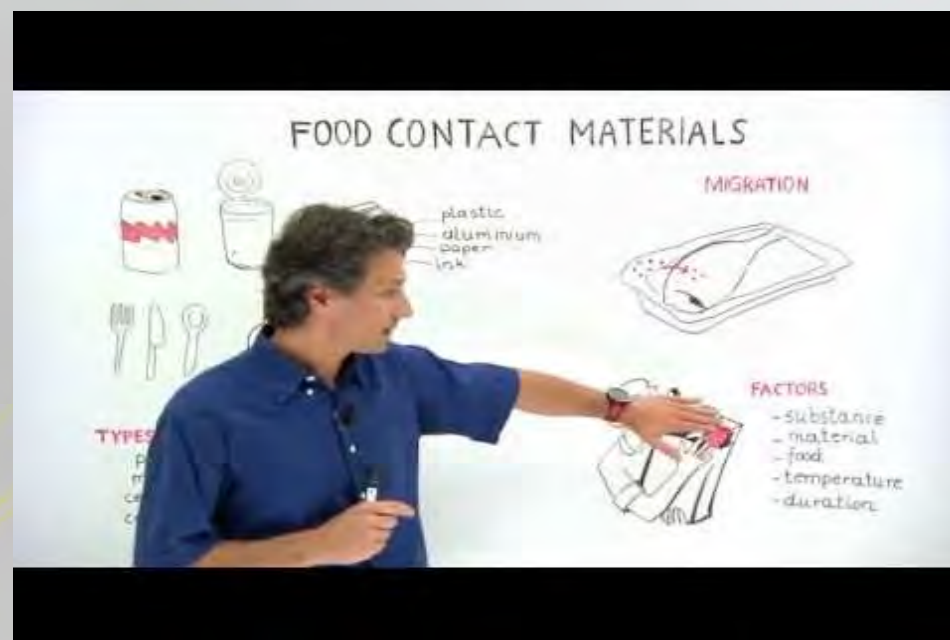 FOOD CONTACT MATERIALS
plastic
aluminium
paper
ink
MIGRATION
FACTORS
- substance
- material
- food
- temperature
- duration
TYPES